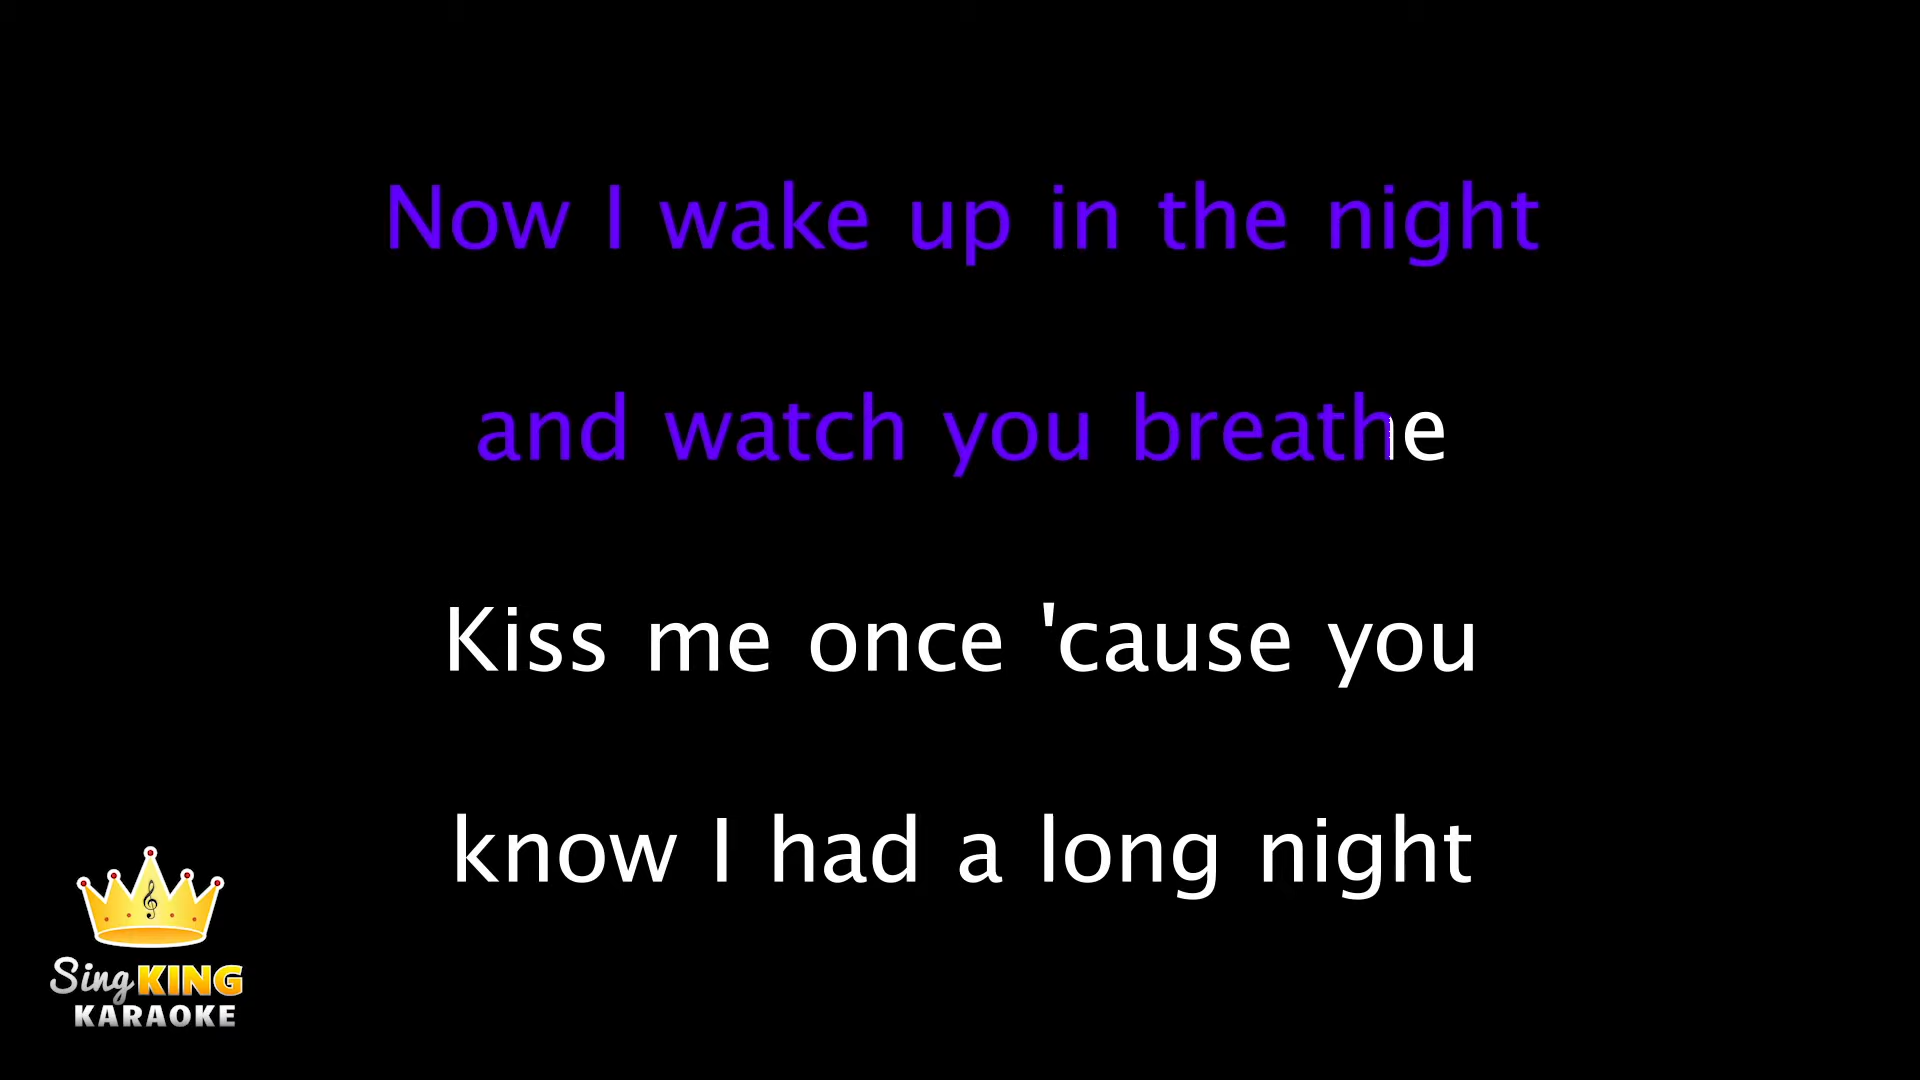 Now I wake up in the night
and watch you breathe
Kiss me once 'cause you
know I had a long night
Sing KING
KARAOKE